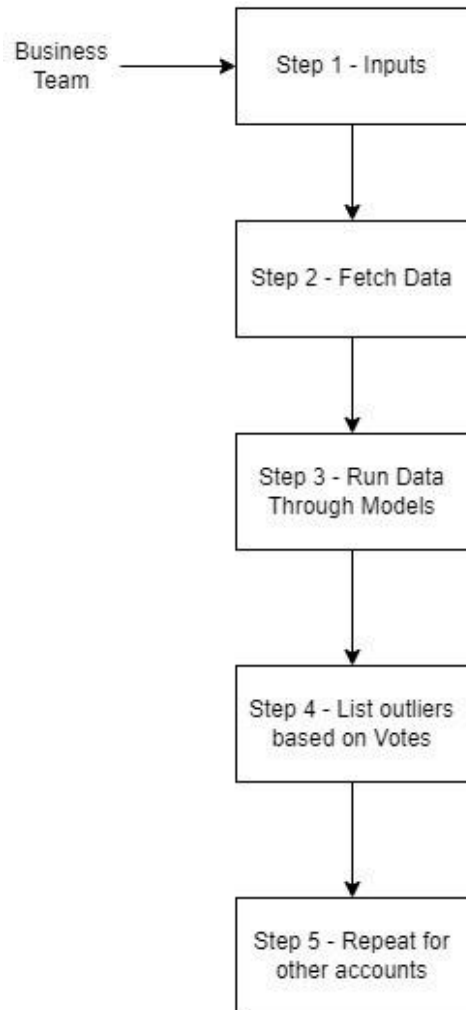 Business
Team
Step 1 - Inputs
Step 2 - Fetch Data
Step 3 - Run Data
Through Models
Step 4 - List outliers
based on Votes
Step 5 - Repeat for
other accounts